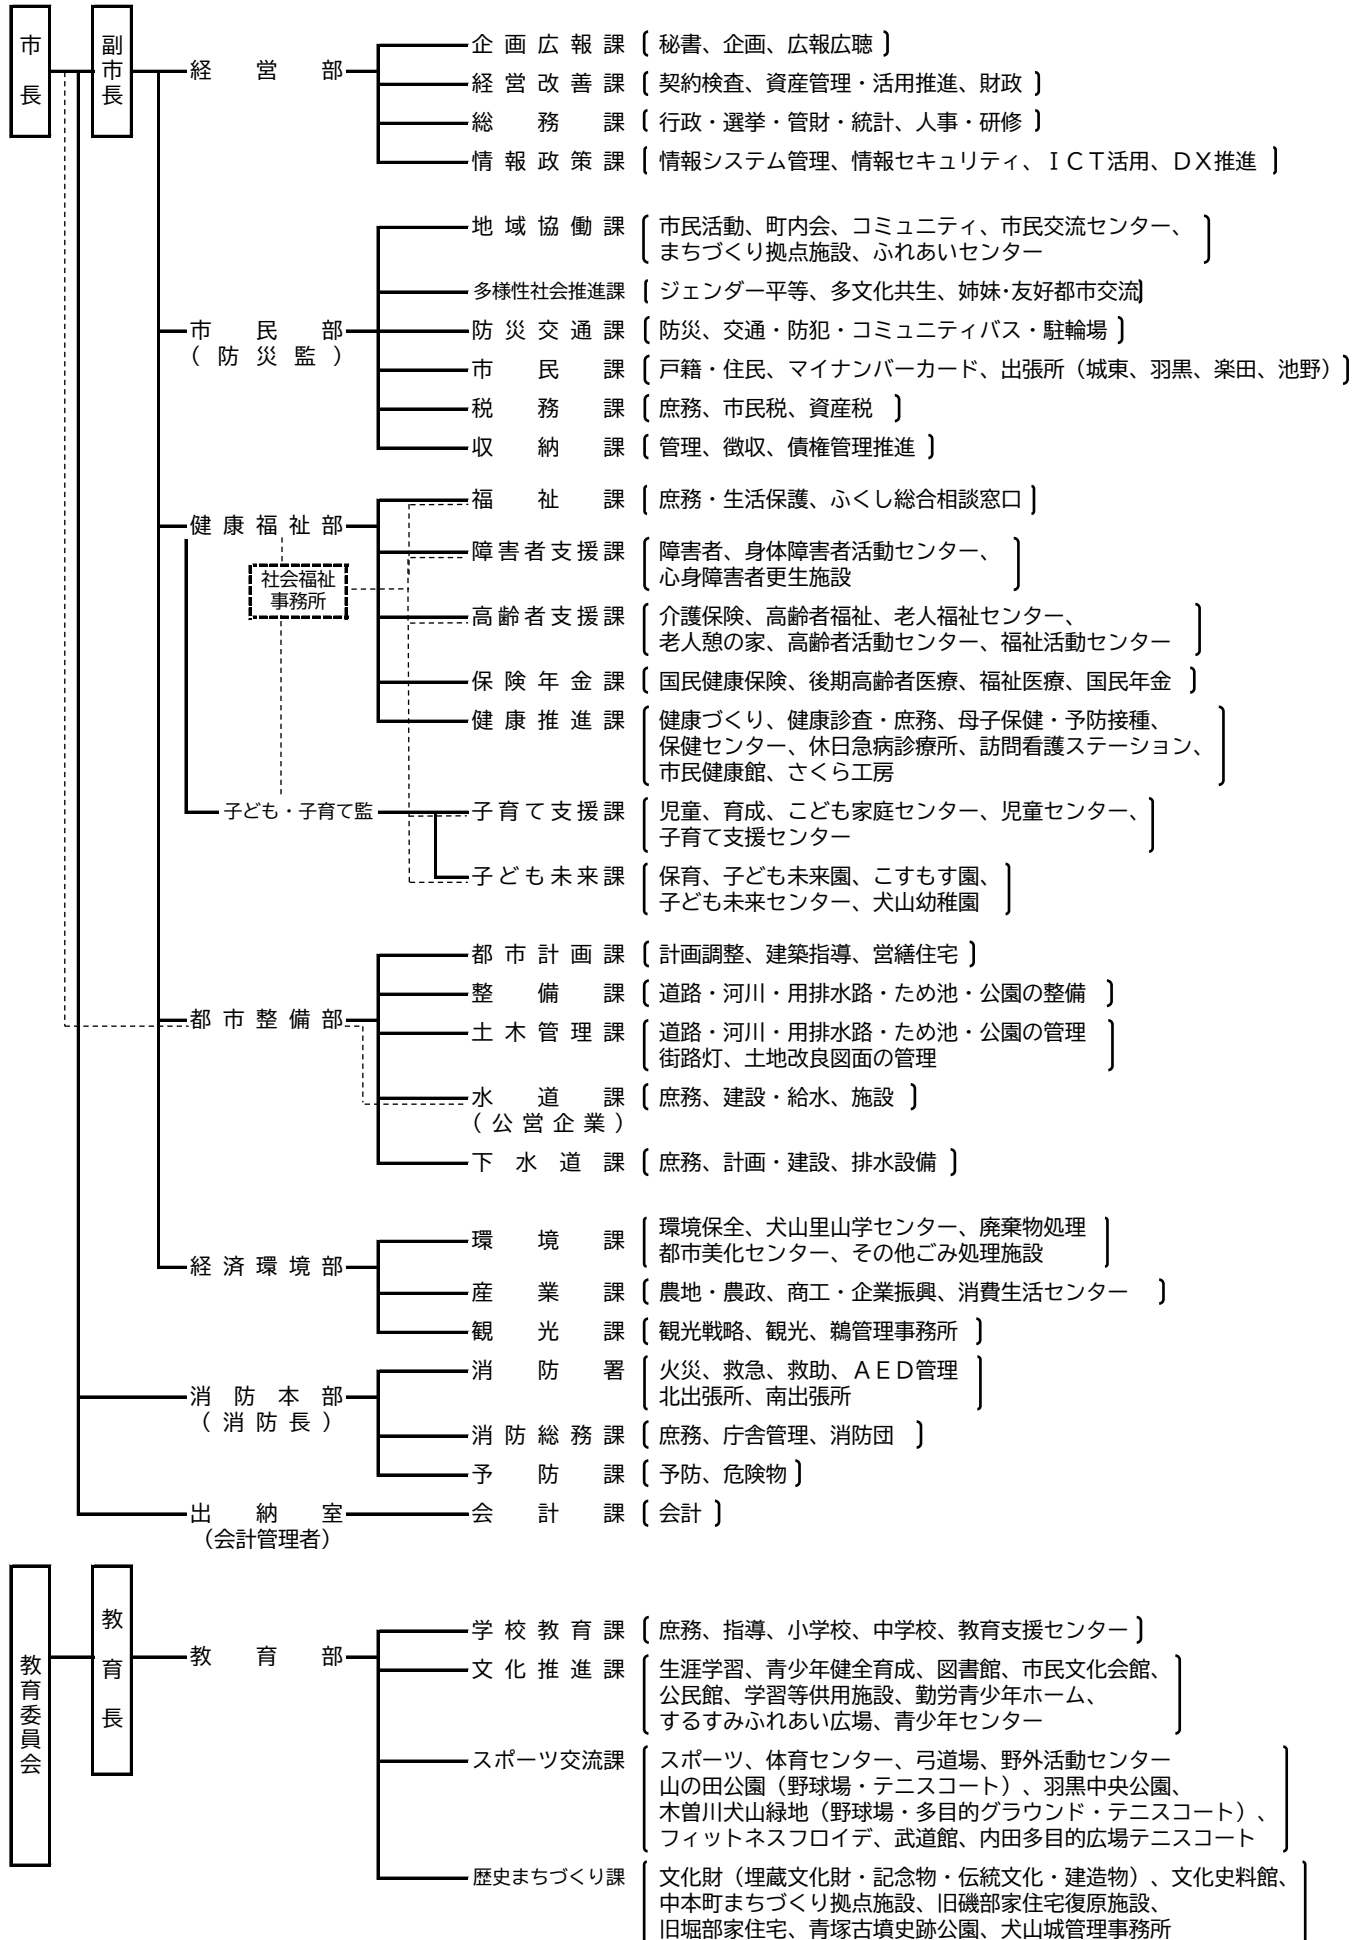 市長
副市長
経営部
企画広報課 〔 秘書、企画、広報広聴 〕
経営改善課 〔 契約検査、資産管理・活用推進、財政 〕
総務課 〔 行政・選挙・管財・統計、人事・研修 〕
情報政策課 〔 情報システム管理、情報セキュリティ、ＩＣＴ活用、ＤＸ推進 〕
市民部
（防災監）
地域協働課 市民活動、町内会、コミュニティ、市民交流センター、
まちづくり拠点施設、ふれあいセンター
多様性社会推進課 〔 ジェンダー平等、多文化共生、姉妹・友好都市交流〕
防災交通課 〔 防災、交通・防犯・コミュニティバス・駐輪場 〕
市民課 〔 戸籍・住民、マイナンバーカード、出張所（城東、羽黒、楽田、池野）〕
税務課 〔 庶務、市民税、資産税 〕
収納課 〔 管理、徴収、債権管理推進 〕
健康福祉部
社会福祉
事務所
福祉課 〔 庶務・生活保護、ふくし総合相談窓口 〕
障害者支援課 障害者、身体障害者活動センター、
心身障害者更生施設
高齢者支援課 介護保険、高齢者福祉、老人福祉センター、
老人憩の家、高齢者活動センター、福祉活動センター
保険年金課 〔 国民健康保険、後期高齢者医療、福祉医療、国民年金 〕
健康推進課 健康づくり、健康診査・庶務、母子保健・予防接種、
保健センター、休日急病診療所、訪問看護ステーション、
市民健康館、さくら工房
子ども・子育て監
子育て支援課 児童、育成、こども家庭センター、児童センター、
子育て支援センター
子ども未来課 保育、子ども未来園、こすもす園、
子ども未来センター、犬山幼稚園
都市整備部
都市計画課 〔 計画調整、建築指導、営繕住宅 〕
整備課 〔 道路・河川・用排水路・ため池・公園の整備 〕
土木管理課 道路・河川・用排水路・ため池・公園の管理
街路灯、土地改良図面の管理
水道課 〔 庶務、建設・給水、施設 〕
（公営企業）
下水道課 〔 庶務、計画・建設、排水設備 〕
経済環境部
環境課 環境保全、犬山里山学センター、廃棄物処理
都市美化センター、その他ごみ処理施設
産業課 〔 農地・農政、商工・企業振興、消費生活センター 〕
観光課 〔 観光戦略、観光、鵜管理事務所 〕
消防本部
（消防長）
消防署 火災、救急、救助、ＡＥＤ管理
北出張所、南出張所
消防総務課 〔 庶務、庁舎管理、消防団 〕
予防課 〔 予防、危険物 〕
出納室
（会計管理者）
会計課 〔 会計 〕
教育委員会
教育長
教育部
学校教育課 〔 庶務、指導、小学校、中学校、教育支援センター 〕
文化推進課 生涯学習、青少年健全育成、図書館、市民文化会館、
公民館、学習等供用施設、勤労青少年ホーム、
するすみふれあい広場、青少年センター
スポーツ交流課 スポーツ、体育センター、弓道場、野外活動センター
山の田公園（野球場・テニスコート）、羽黒中央公園、
木曽川犬山緑地（野球場・多目的グラウンド・テニスコート）、
フィットネスフロイデ、武道館、内田多目的広場テニスコート
歴史まちづくり課 文化財（埋蔵文化財・記念物・伝統文化・建造物）、文化史料館、
中本町まちづくり拠点施設、旧磯部家住宅復原施設、
旧堀部家住宅、青塚古墳史跡公園、犬山城管理事務所